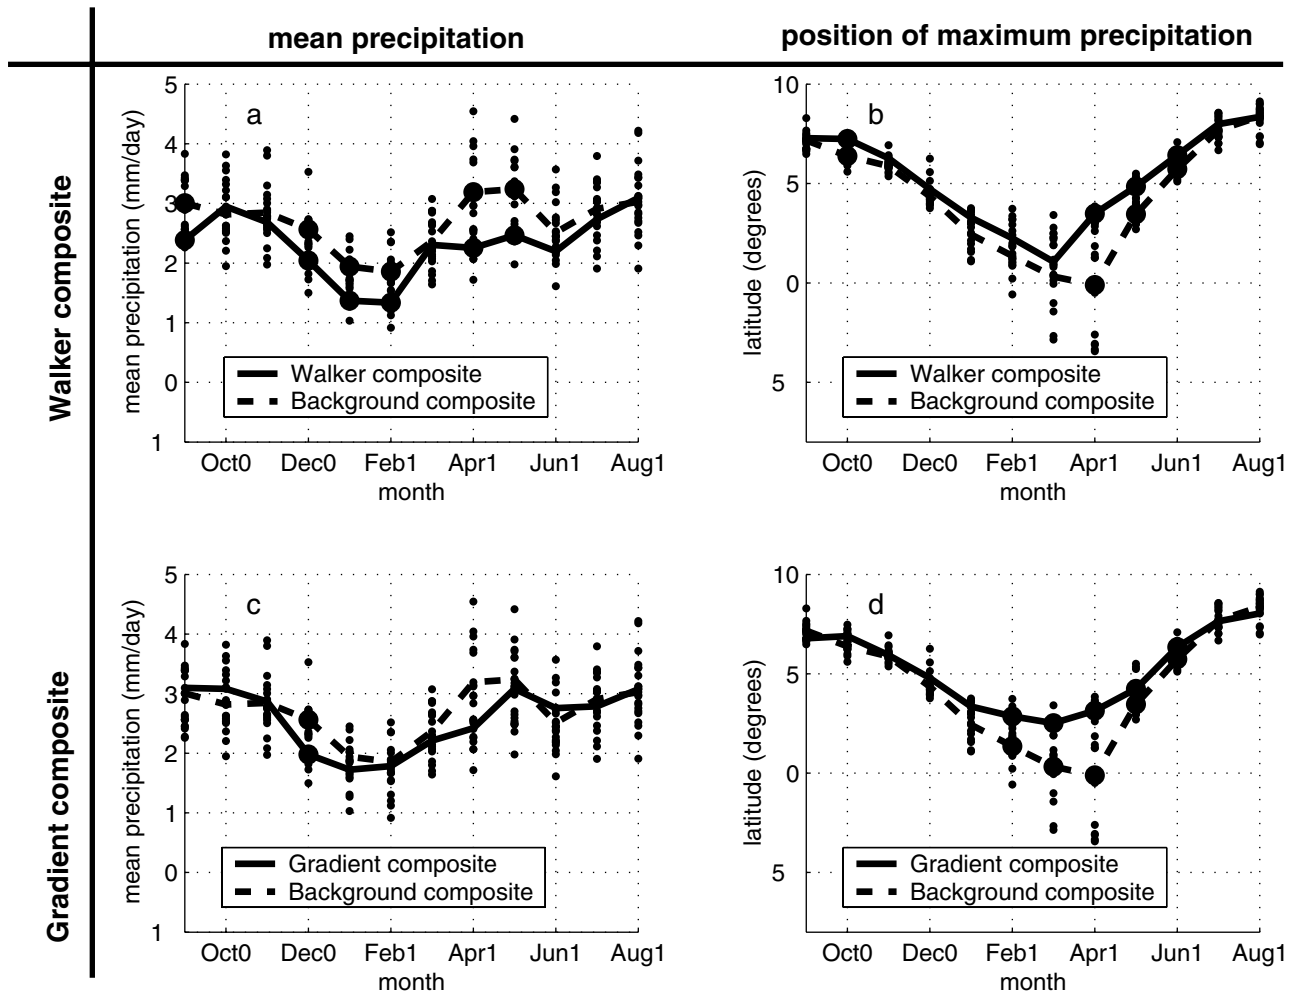 mean precipitation
position of maximum precipitation
Walker composite
Gradient composite
a
mean precipitation (mm/day)
5
4
3
2
1
0
1
Walker composite
Background composite
Oct0 Dec0 Feb1 Apr1 Jun1 Aug1
month
b
latitude (degrees)
10
5
0
5
Walker composite
Background composite
Oct0 Dec0 Feb1 Apr1 Jun1 Aug1
month
c
mean precipitation (mm/day)
5
4
3
2
1
0
1
Gradient composite
Background composite
Oct0 Dec0 Feb1 Apr1 Jun1 Aug1
month
d
latitude (degrees)
10
5
0
5
Gradient composite
Background composite
Oct0 Dec0 Feb1 Apr1 Jun1 Aug1
month